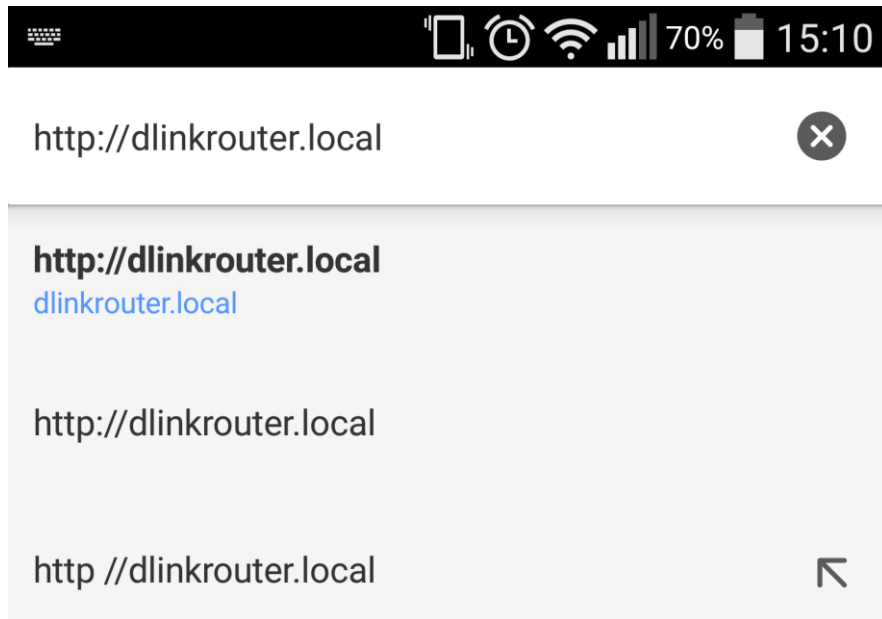 70% 15:10
http://dlinkrouter.local
http://dlinkrouter.local
dlinkrouter.local
http://dlinkrouter.local
http //dlinkrouter.local